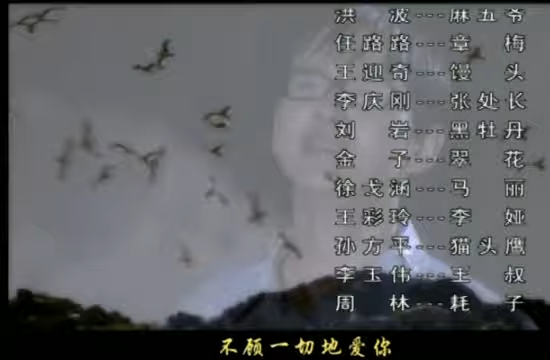 洪 波---麻五爷
任路路---章 梅
王迎奇---馒 头
李庆刚---张处长
刘 岩---黑牡丹
金 子---翠 花
徐戈涵---马 丽
王彩玲---李 娅
孙方平---猫头鹰
李玉伟---王 叔
周 林---耗 子
不顾一切地爱你